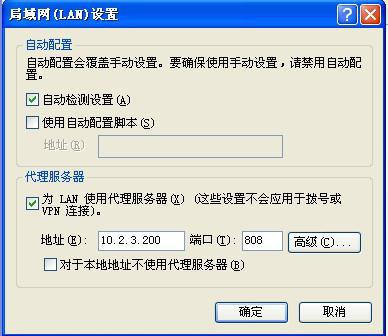 局域网(LAN)设置
自动配置
自动配置会覆盖手动设置。要确保使用手动设置，请禁用自动配
置。
自动检测设置(A)
使用自动配置脚本(S)
地址(R)
代理服务器
为 LAN 使用代理服务器(X) (这些设置不会应用于拨号或
VPN 连接)。
地址(E): 10.2.3.200 端口(T): 808 高级(C)...
对于本地地址不使用代理服务器(B)
确定 取消